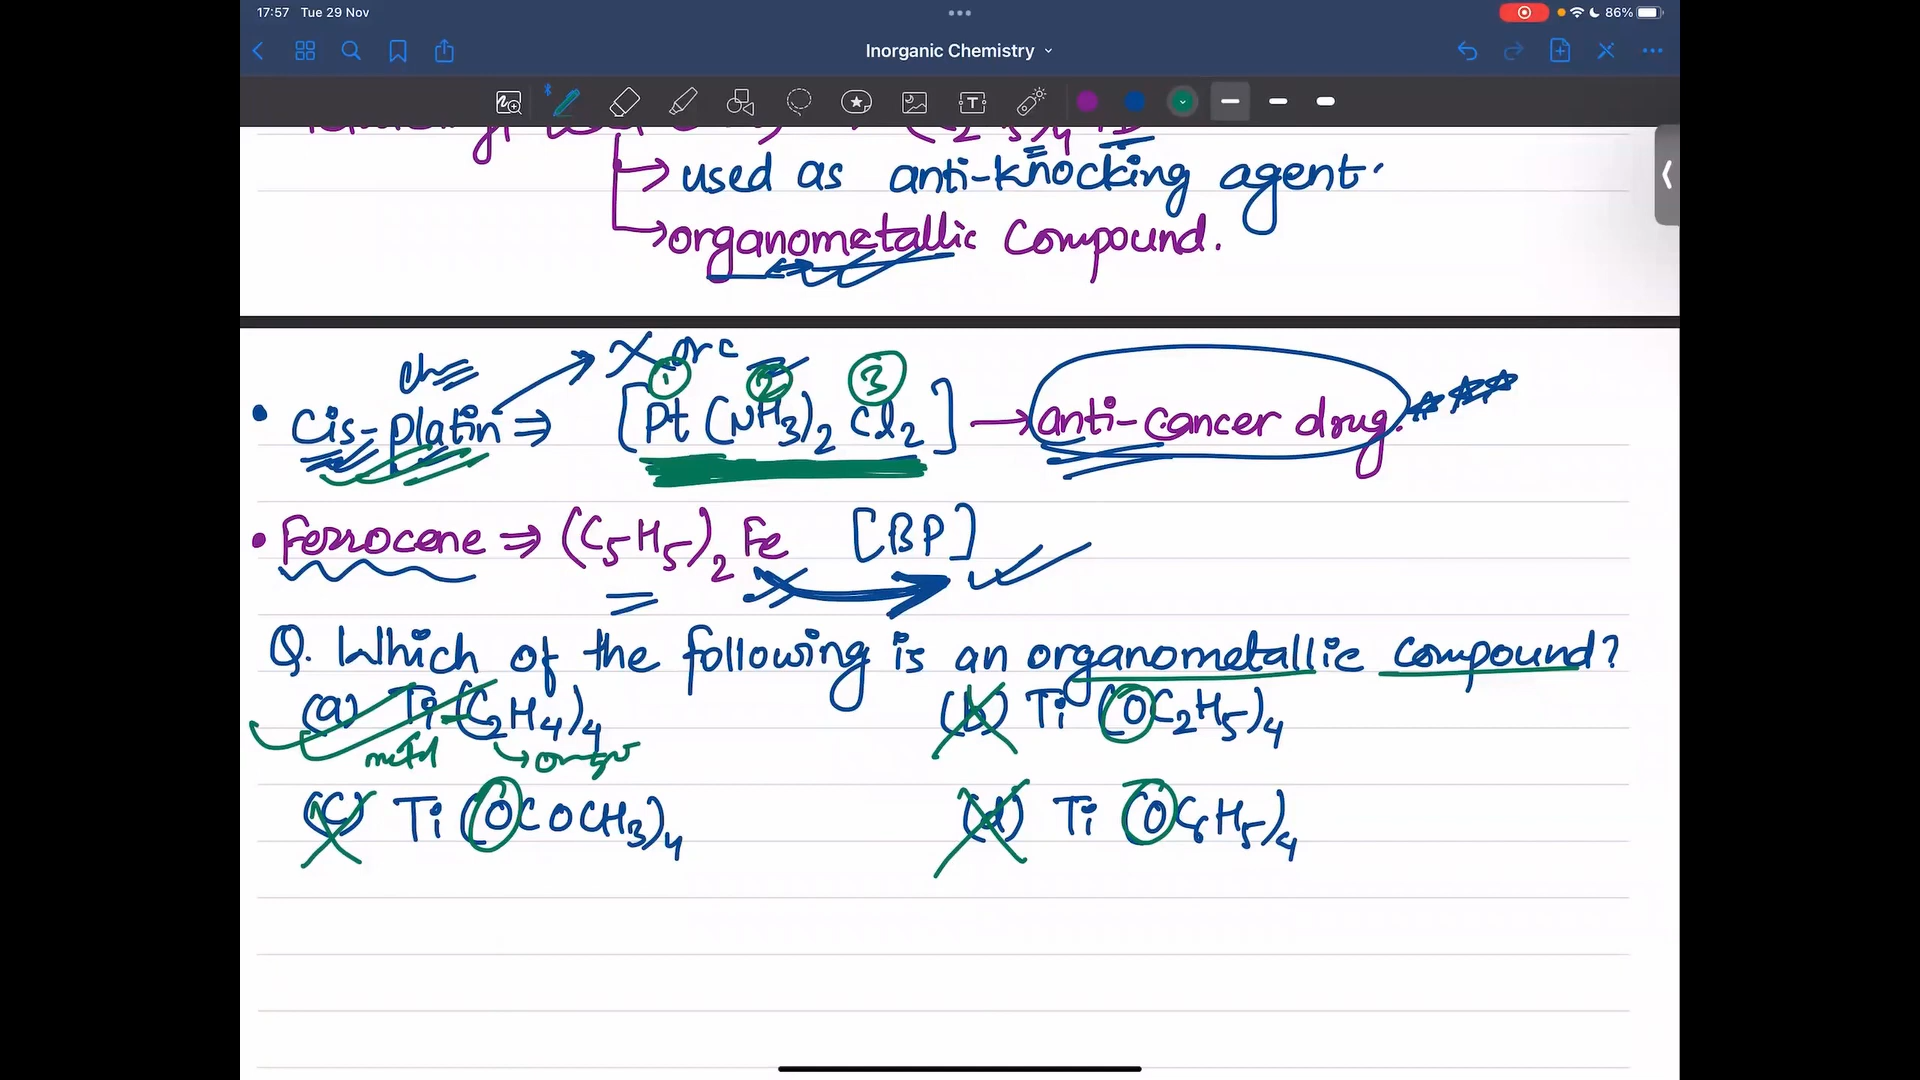 17:57 Tue 29 Nov
86%
Inorganic Chemistry
used as anti-knocking agent.
organometallic compound.
X orc
① ② ③
• Cis-platin ⇒ [Pt (NH3)2 Cl2] → anti-cancer drug.
• Ferrocene ⇒ (C5H5)2 Fe [BP]
Q. Which of the following is an organometallic compound?
(a) Ti (C2H4)4 (b) Ti (OC2H5)4
metal
(c) Ti (OCOCH3)4 (d) Ti (OC6H5)4